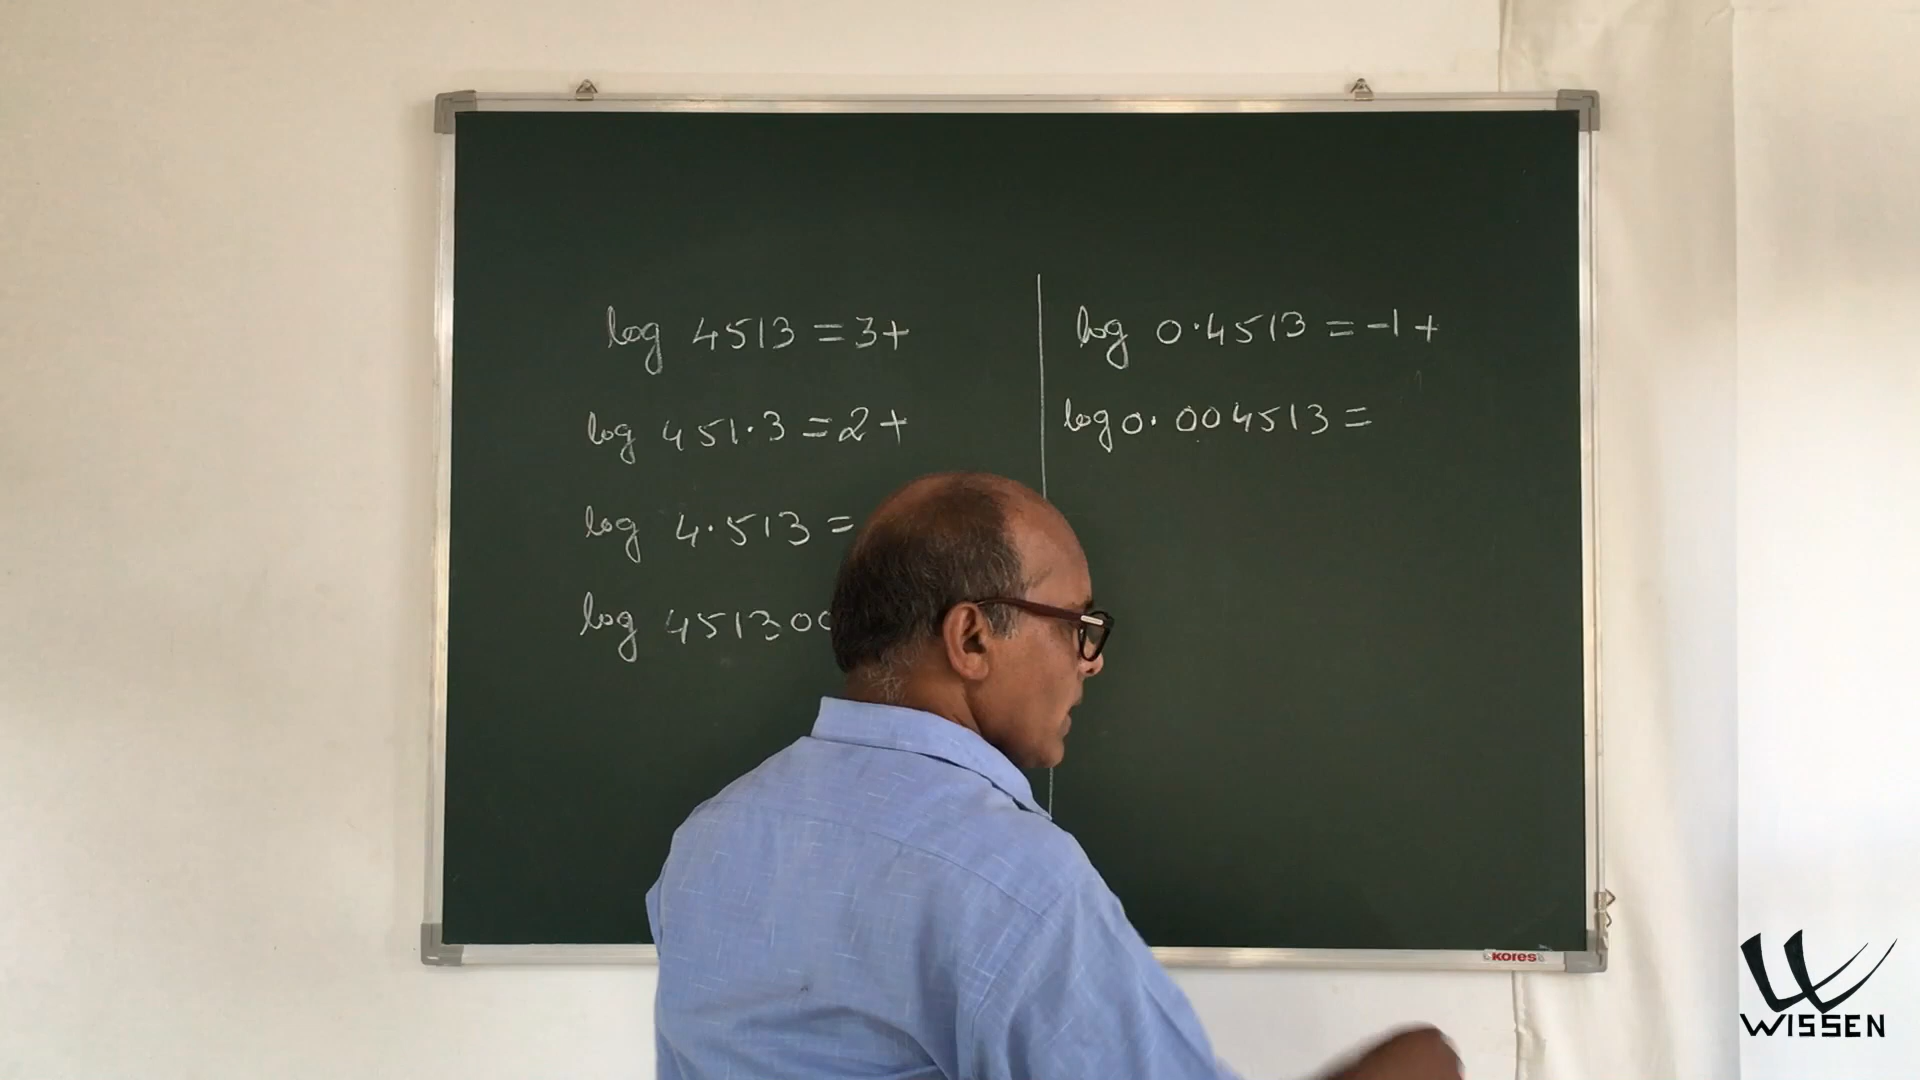 log 4513 = 3+
log 451.3 = 2+
log 4.513 =
log 451300
log 0.4513 = -1+
log 0.004513 =
kores
WISSEN